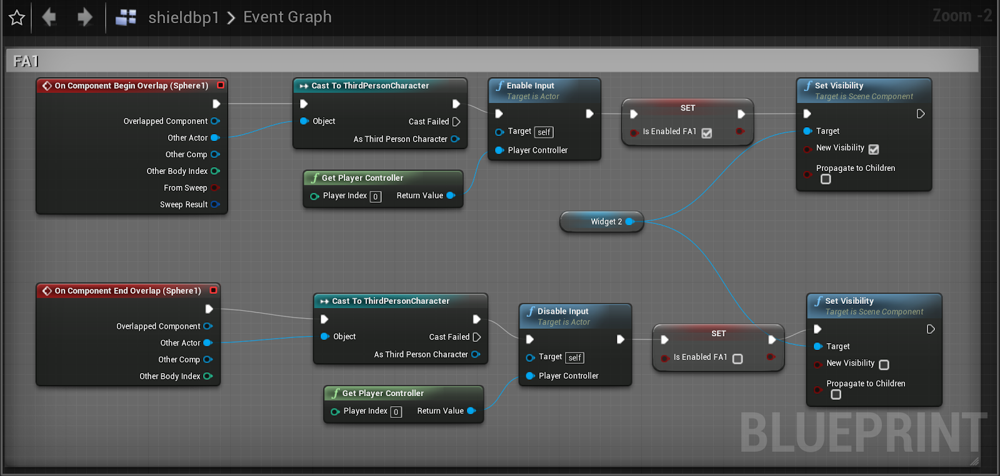 shieldbp1 > Event Graph
Zoom -2
FA1
On Component Begin Overlap (Sphere1)
Overlapped Component
Other Actor
Other Comp
Other Body Index
From Sweep
Sweep Result
Cast To ThirdPersonCharacter
Object
Cast Failed
As Third Person Character
Get Player Controller
Player Index 0
Return Value
Enable Input
Target is Actor
Target self
Player Controller
SET
Is Enabled FA1
Set Visibility
Target is Scene Component
Target
New Visibility
Propagate to Children
Widget 2
On Component End Overlap (Sphere1)
Overlapped Component
Other Actor
Other Comp
Other Body Index
Cast To ThirdPersonCharacter
Object
Cast Failed
As Third Person Character
Get Player Controller
Player Index 0
Return Value
Disable Input
Target is Actor
Target self
Player Controller
SET
Is Enabled FA1
Set Visibility
Target is Scene Component
Target
New Visibility
Propagate to Children
BLUEPRINT